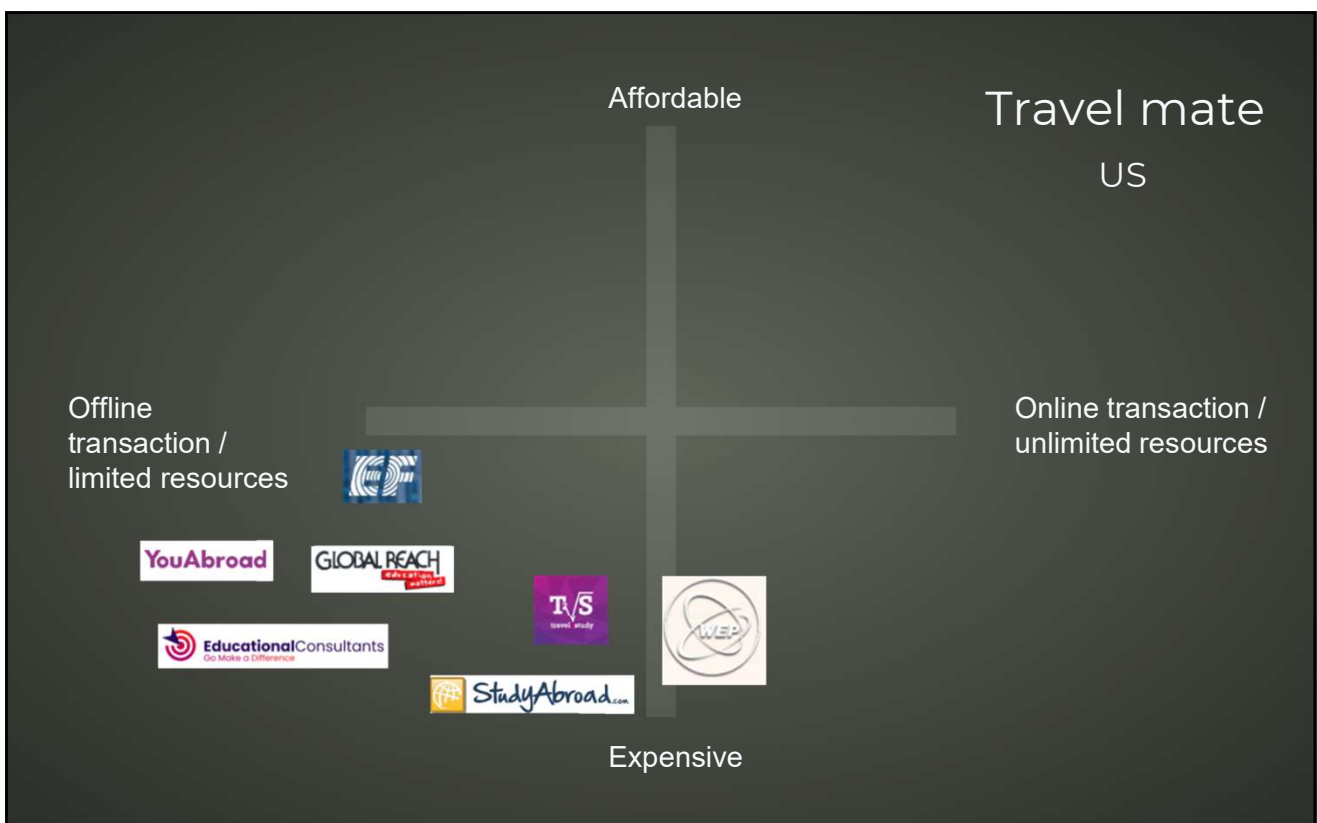 Affordable
Travel mate
US
Offline
transaction /
limited resources
Online transaction /
unlimited resources
EF
YouAbroad
GLOBAL REACH
education
matters!
T√S
travel study
WEP
EducationalConsultants
Go Make a Difference
StudyAbroad.com
Expensive